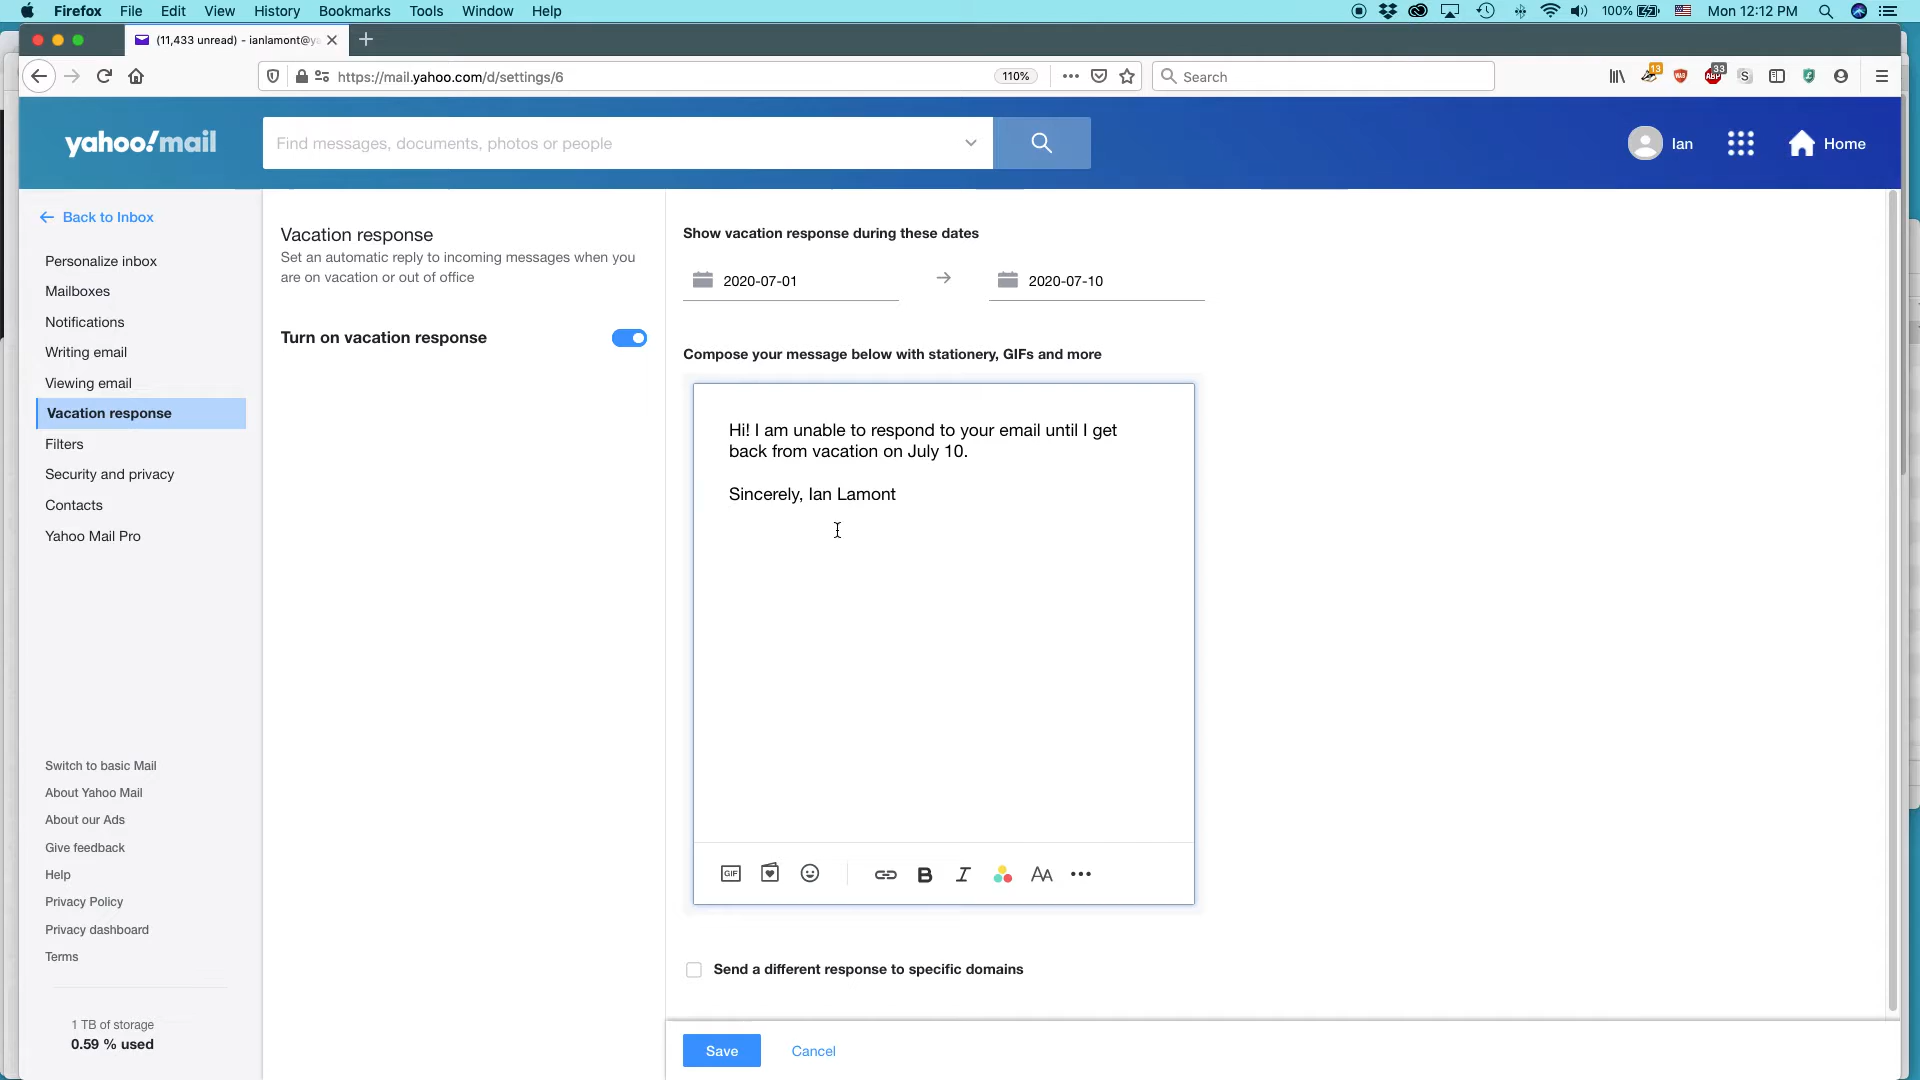 Firefox File Edit View History Bookmarks Tools Window Help 100% Mon 12:12 PM
(11,433 unread) - ianlamont@ya
https://mail.yahoo.com/d/settings/6 110% Search 13 33 ABP S
yahoo!mail Find messages, documents, photos or people Ian Home
Back to Inbox
Personalize inbox
Mailboxes
Notifications
Writing email
Viewing email
Vacation response
Filters
Security and privacy
Contacts
Yahoo Mail Pro
Switch to basic Mail
About Yahoo Mail
About our Ads
Give feedback
Help
Privacy Policy
Privacy dashboard
Terms
1 TB of storage
0.59 % used
Vacation response
Set an automatic reply to incoming messages when you
are on vacation or out of office
Turn on vacation response
Show vacation response during these dates
2020-07-01 → 2020-07-10
Compose your message below with stationery, GIFs and more
Hi! I am unable to respond to your email until I get
back from vacation on July 10.
Sincerely, Ian Lamont
GIF B I AA
Send a different response to specific domains
Save Cancel